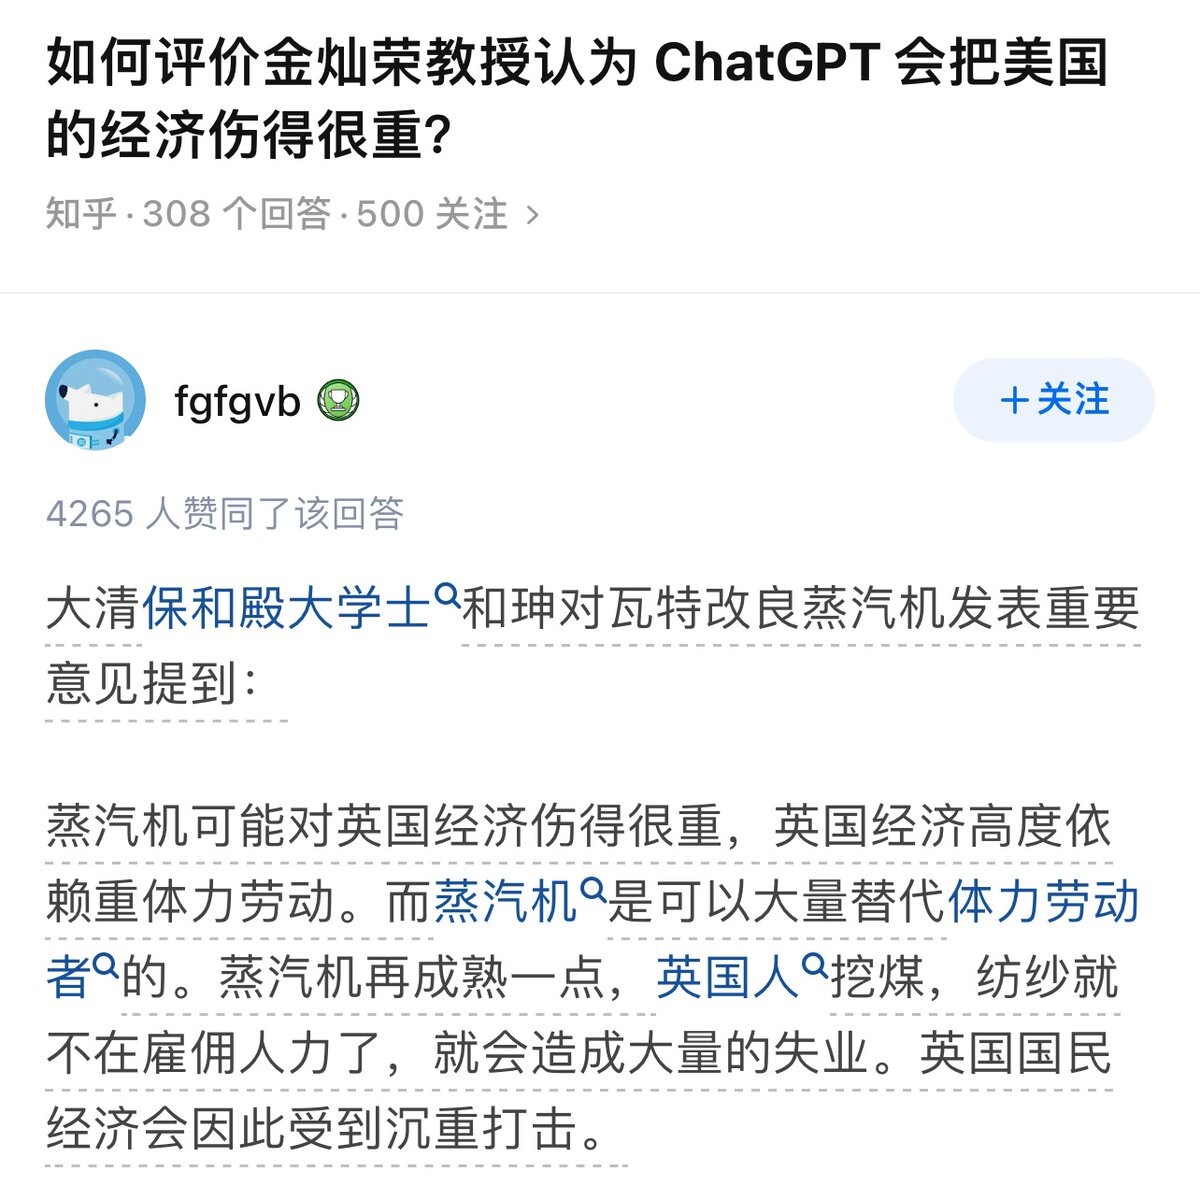 如何评价金灿荣教授认为 ChatGPT 会把美国
的经济伤得很重?
知乎 · 308 个回答 · 500 关注 >
fgfgvb
+关注
4265 人赞同了该回答
大清保和殿大学士和珅对瓦特改良蒸汽机发表重要
意见提到：
蒸汽机可能对英国经济伤得很重，英国经济高度依
赖重体力劳动。而蒸汽机是可以大量替代体力劳动
者的。蒸汽机再成熟一点，英国人挖煤，纺纱就
不在雇佣人力了，就会造成大量的失业。英国国民
经济会因此受到沉重打击。